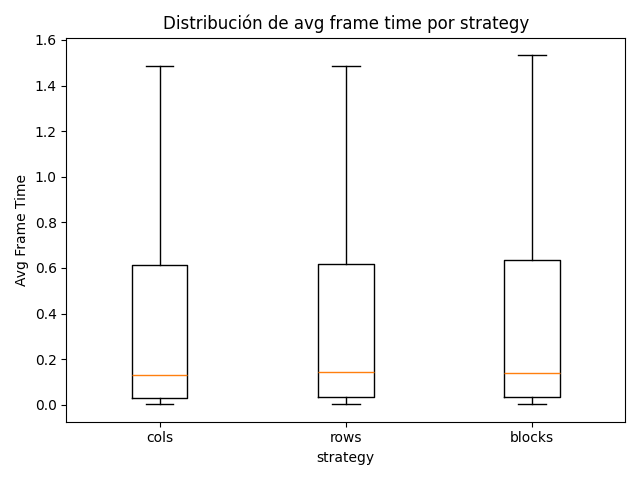 Distribución de avg frame time por strategy
Avg Frame Time
1.6
1.4
1.2
1.0
0.8
0.6
0.4
0.2
0.0
cols
rows
blocks
strategy